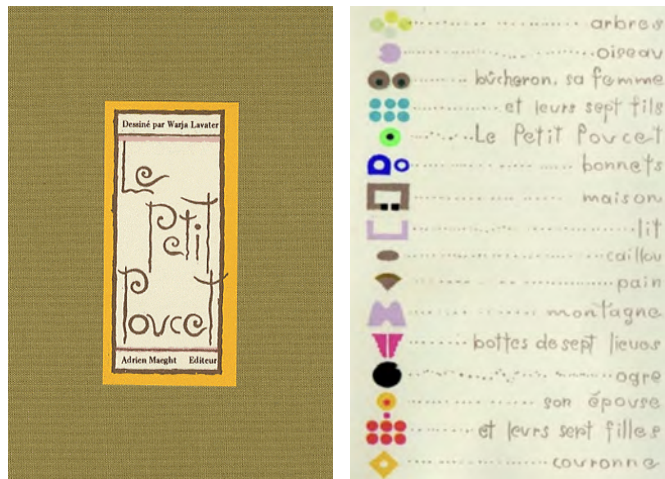 Dessiné par Warja Lavater
Le
Petit
Poucet
Adrien Maeght Editeur
arbres
oiseau
bûcheron, sa femme
et leurs sept fils
Le Petit Poucet
bonnets
maison
lit
caillou
pain
montagne
bottes de sept lieues
ogre
son épouse
et leurs sept filles
couronne